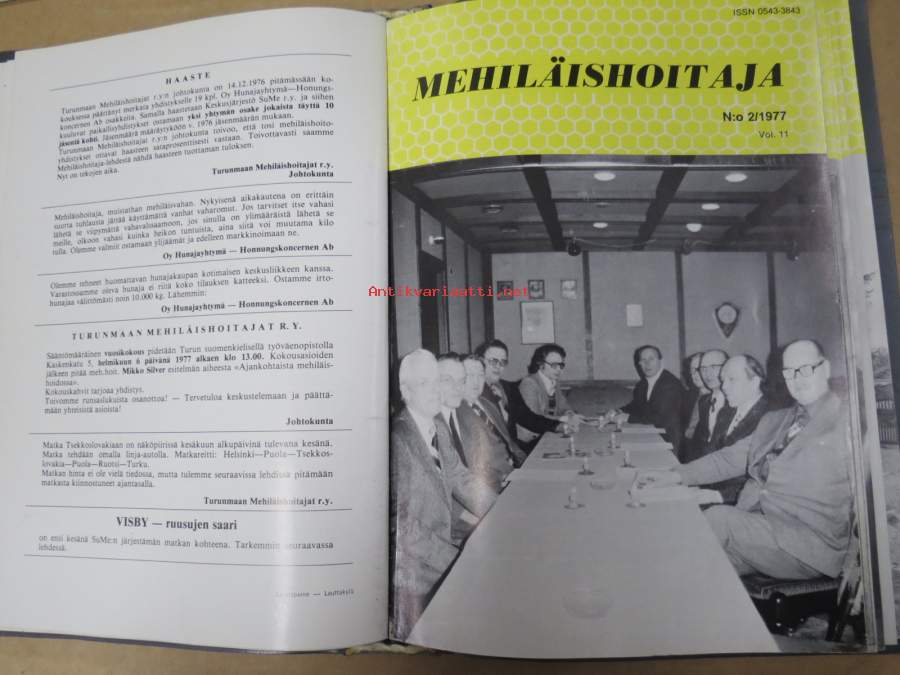 HAASTE
Turunmaan Mehiläishoitajat r.y:n johtokunta on 14.12.1976 pitämässään ko-
kouksessa päättänyt merkata yhdistykselle 19 kpl. Oy Hunajayhtymä—Honungs-
koncernen Ab osakkeita. Samalla haastetaan Keskusjärjestö SuMe r.y. ja siihen
kuuluvat paikallisyhdistykset ostamaan yksi yhtymän osake jokaista täyttä 10
jäsentä kohti. Jäsenmäärä määräytyköön v. 1976 jäsenmäärän mukaan.
Turunmaan Mehiläishoitajat r.y:n johtokunta toivoo, että tosi mehiläishoito-
yhdistykset ottavat haasteen sataprosenttisesti vastaan. Toivottavasti saamme
Mehiläishoitaja-lehdestä nähdä haasteen tuottaman tuloksen.
Nyt on tekojen aika.
Turunmaan Mehiläishoitajat r.y.
Johtokunta
Mehiläishoitaja, muistathan mehiläisvahan. Nykyisenä aikakautena on erittäin
suurta tuhlausta jättää käyttämättä vanhat vaharomut. Jos tarvitset itse vahasi
lähetä se viipymättä vahavalssaamoon, jos sinulla on ylimääräistä lähetä se
meille, olkoon vahasi kuinka heikon tuntuista, aina siitä voi muutama kilo
tulla. Olemme valmiit ostamaan ylijäämät ja edelleen markkinoimaan ne.
Oy Hunajayhtymä — Honnungskoncernen Ab
Olemme tehneet huomattavan hunajakaupan kotimaisen keskusliikkeen kanssa.
Varastossamme oleva hunaja ei riitä koko tilauksen katteeksi. Ostamme irto-
hunajaa välittömästi noin 10.000 kg. Lähemmin:
Oy Hunajayhtymä — Honnungskoncernen Ab
TURUNMAAN MEHILÄISHOITAJAT R.Y.
Sääntömääräinen vuosikokous pidetään Turun suomenkielisellä työväenopistolla
Kaskenkatu 5, helmikuun 6 päivänä 1977 alkaen klo 13.00. Kokousasioiden
jälkeen pitää meh.hoit. Mikko Silver esitelmän aiheesta «Ajankohtaista mehiläis-
hoidossa».
Kokouskahvit tarjoaa yhdistys.
Toivomme runsaslukuista osanottoa! — Tervetuloa keskustelemaan ja päättä-
mään yhteisistä asioista!
Johtokunta
Matka Tsekkoslovakiaan on näköpiirissä kesäkuun alkupäivinä tulevana kesänä.
Matka tehdään omalla linja-autolla. Matkareitti: Helsinki—Puola—Tsekkos-
lovakia—Puola—Ruotsi—Turku.
Matkan hinta ei ole vielä tiedossa, mutta tulemme seuraavissa lehdissä pitämään
matkasta kiinnostuneet ajantasalla.
Turunmaan Mehiläishoitajat r.y.
VISBY — ruusujen saari
on ensi kesänä SuMe:n järjestämän matkan kohteena. Tarkemmin seuraavassa
lehdessä.
— Lauttakylä
ISSN 0543-3843
MEHILÄISHOITAJA
N:o 2/1977
Vol. 11
Antikvariaatti.net